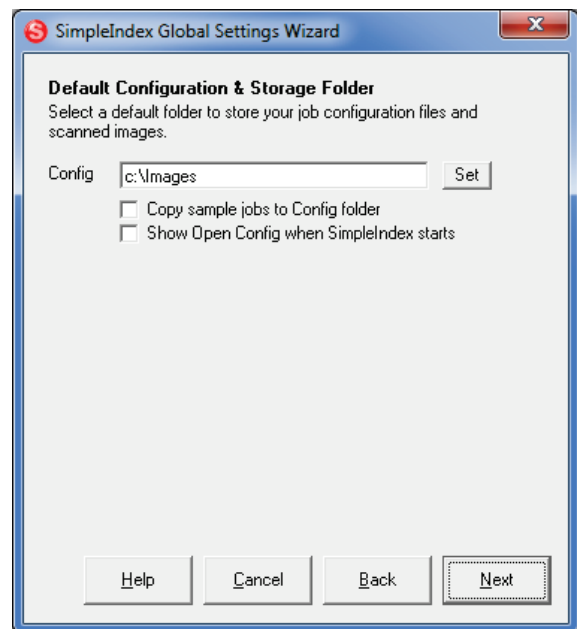 SimpleIndex Global Settings Wizard
Default Configuration & Storage Folder
Select a default folder to store your job configuration files and
scanned images.
Config c:\Images Set
Copy sample jobs to Config folder
Show Open Config when SimpleIndex starts
Help Cancel Back Next